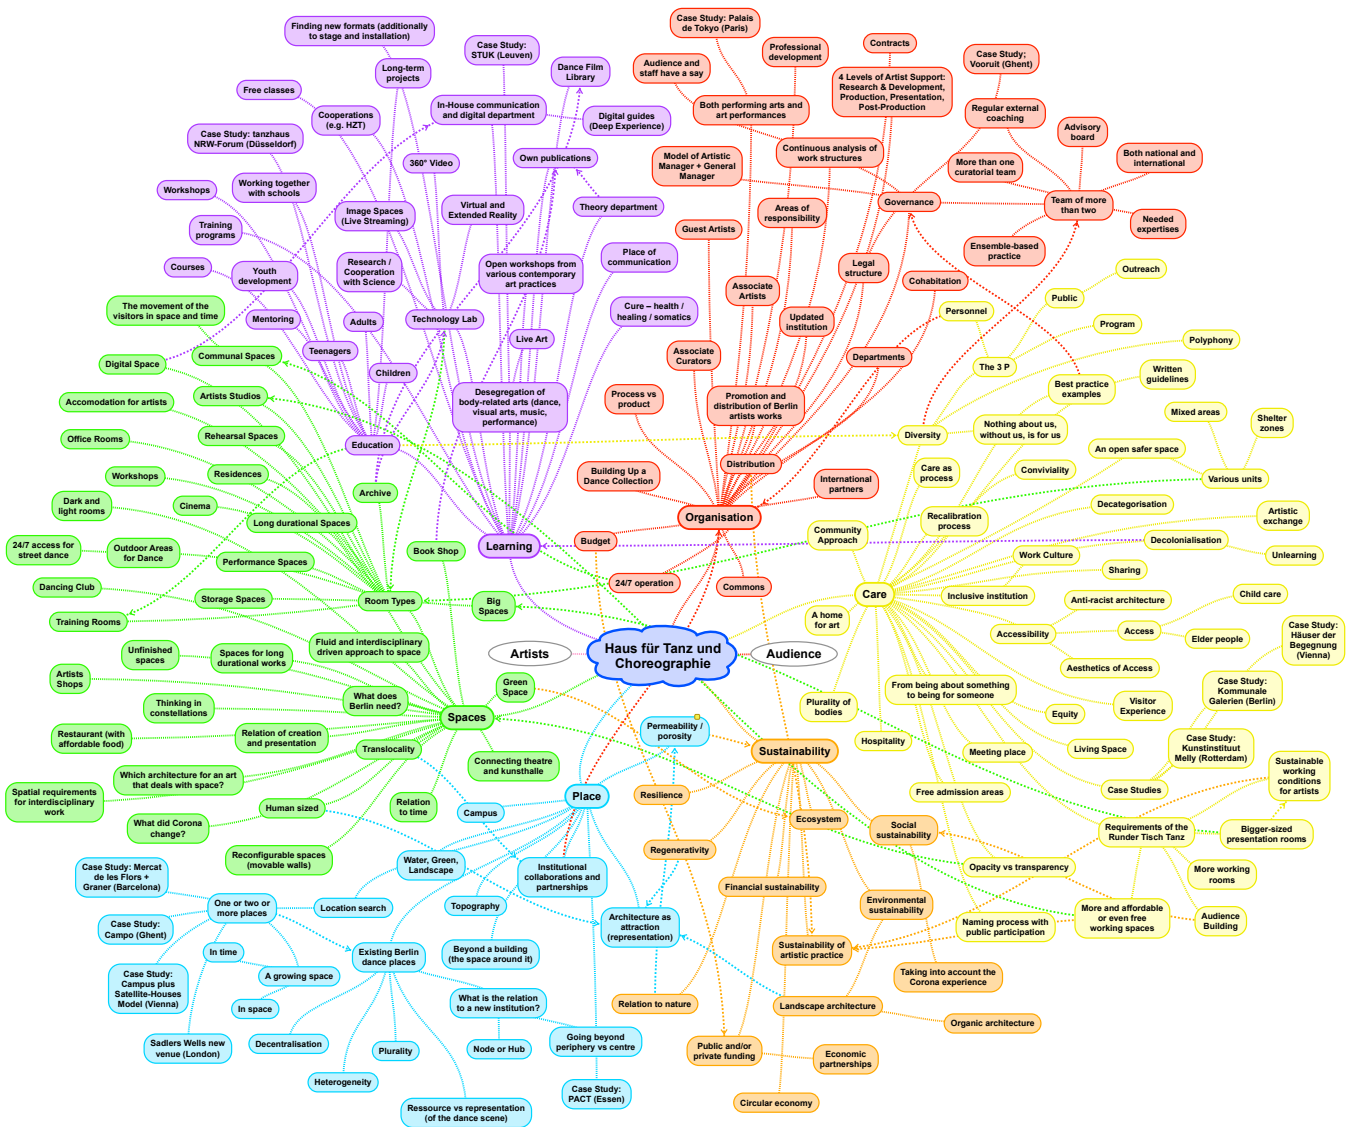 Finding new formats (additionally
to stage and installation)
Case Study:
STUK (Leuven)
Dance Film
Library
Long-term
projects
Free classes
In-House communication
and digital department
Digital guides
(Deep Experience)
Cooperations
(e.g. HZT)
Case Study: tanzhaus
NRW-Forum (Düsseldorf)
360° Video
Own publications
Working together
with schools
Workshops
Image Spaces
(Live Streaming)
Virtual and
Extended Reality
Theory department
Training
programs
Research /
Cooperation
with Science
Open workshops from
various contemporary
art practices
Place of
communication
Courses
Youth
development
Cure – health /
healing / somatics
Mentoring
Adults
Technology Lab
Live Art
Teenagers
Children
Desegregation of
body-related arts (dance,
visual arts, music,
performance)
Education
Learning
Case Study: Palais
de Tokyo (Paris)
Professional
development
Contracts
Case Study;
Vooruit (Ghent)
Audience and
staff have a say
4 Levels of Artist Support:
Research & Development,
Production, Presentation,
Post-Production
Both performing arts and
art performances
Regular external
coaching
Advisory
board
Continuous analysis of
work structures
Model of Artistic
Manager + General
Manager
More than one
curatorial team
Both national and
international
Governance
Team of more
than two
Areas of
responsibility
Needed
expertises
Guest Artists
Ensemble-based
practice
Legal
structure
Cohabitation
Associate
Artists
Updated
institution
Associate
Curators
Departments
Process vs
product
Promotion and
distribution of Berlin
artists works
Distribution
Building Up a
Dance Collection
International
partners
Organisation
Budget
24/7 operation
Commons
Outreach
Public
Personnel
Program
Polyphony
The 3 P
Best practice
examples
Written
guidelines
Mixed areas
Shelter
zones
Diversity
Nothing about us,
without us, is for us
An open safer space
Care as
process
Conviviality
Various units
Decategorisation
Recalibration
process
Artistic
exchange
Community
Approach
Decolonialisation
Work Culture
Unlearning
Sharing
Care
Inclusive institution
Anti-racist architecture
Child care
A home
for art
Accessibility
Access
Elder people
Case Study:
Häuser der
Begegnung
(Vienna)
Aesthetics of Access
From being about something
to being for someone
Case Study:
Kommunale
Galerien (Berlin)
Plurality of
bodies
Visitor
Experience
Equity
Hospitality
Meeting place
Living Space
Case Study:
Kunstinstituut
Melly (Rotterdam)
Sustainable
working
conditions
for artists
Free admission areas
Case Studies
Requirements of the
Runder Tisch Tanz
Bigger-sized
presentation rooms
Opacity vs transparency
More working
rooms
Naming process with
public participation
More and affordable
or even free
working spaces
Audience
Building
The movement of the
visitors in space and time
Digital Space
Communal Spaces
Accomodation for artists
Artists Studios
Office Rooms
Rehearsal Spaces
Workshops
Residences
Archive
Dark and
light rooms
Cinema
Long durational Spaces
24/7 access for
street dance
Outdoor Areas
for Dance
Book Shop
Performance Spaces
Dancing Club
Storage Spaces
Room Types
Big
Spaces
Training Rooms
Unfinished
spaces
Spaces for long
durational works
Fluid and interdisciplinary
driven approach to space
Artists
Shops
Green
Space
Thinking in
constellations
What does
Berlin need?
Spaces
Restaurant (with
affordable food)
Relation of creation
and presentation
Translocality
Connecting theatre
and kunsthalle
Which architecture for an art
that deals with space?
Spatial requirements
for interdisciplinary
work
Human sized
Relation
to time
What did Corona
change?
Reconfigurable spaces
(movable walls)
Artists
Haus für Tanz und
Choreographie
Audience
Permeability /
porosity
Place
Campus
Case Study: Mercat
de les Flors +
Graner (Barcelona)
Water, Green,
Landscape
Institutional
collaborations and
partnerships
One or two or
more places
Location search
Topography
Case Study:
Campo (Ghent)
Architecture as
attraction
(representation)
In time
Existing Berlin
dance places
Beyond a building
(the space around it)
Case Study:
Campus plus
Satellite-Houses
Model (Vienna)
A growing space
In space
What is the relation
to a new institution?
Sadlers Wells new
venue (London)
Decentralisation
Plurality
Node or Hub
Going beyond
periphery vs centre
Heterogeneity
Case Study:
PACT (Essen)
Ressource vs representation
(of the dance scene)
Sustainability
Resilience
Ecosystem
Social
sustainability
Regenerativity
Financial sustainability
Environmental
sustainability
Sustainability of
artistic practice
Taking into account the
Corona experience
Relation to nature
Landscape architecture
Organic architecture
Public and/or
private funding
Economic
partnerships
Circular economy